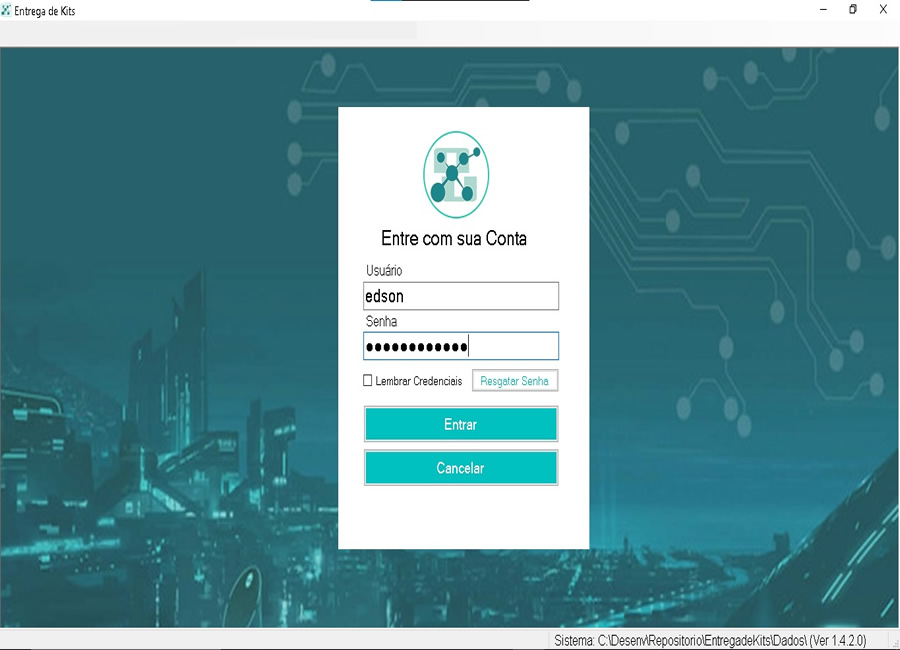 Entrega de Kits
Entre com sua Conta
Usuário
edson
Senha
●●●●●●●●●●●●
Lembrar Credenciais Resgatar Senha
Entrar
Cancelar
Sistema: C:\Desenv\Repositorio\EntregadeKits\Dados\ (Ver 1.4.2.0)